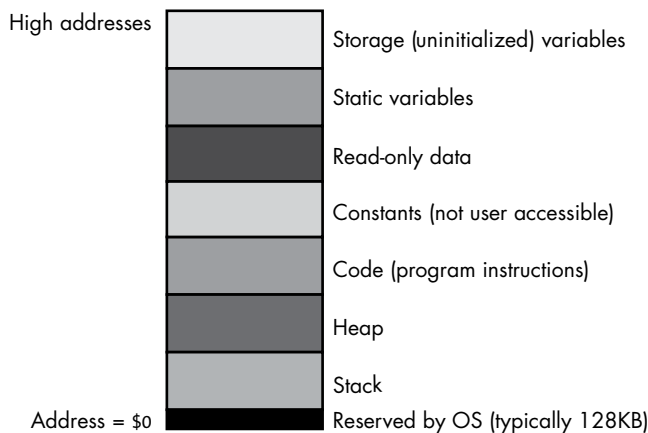 High addresses
Storage (uninitialized) variables
Static variables
Read-only data
Constants (not user accessible)
Code (program instructions)
Heap
Stack
Address = $0
Reserved by OS (typically 128KB)